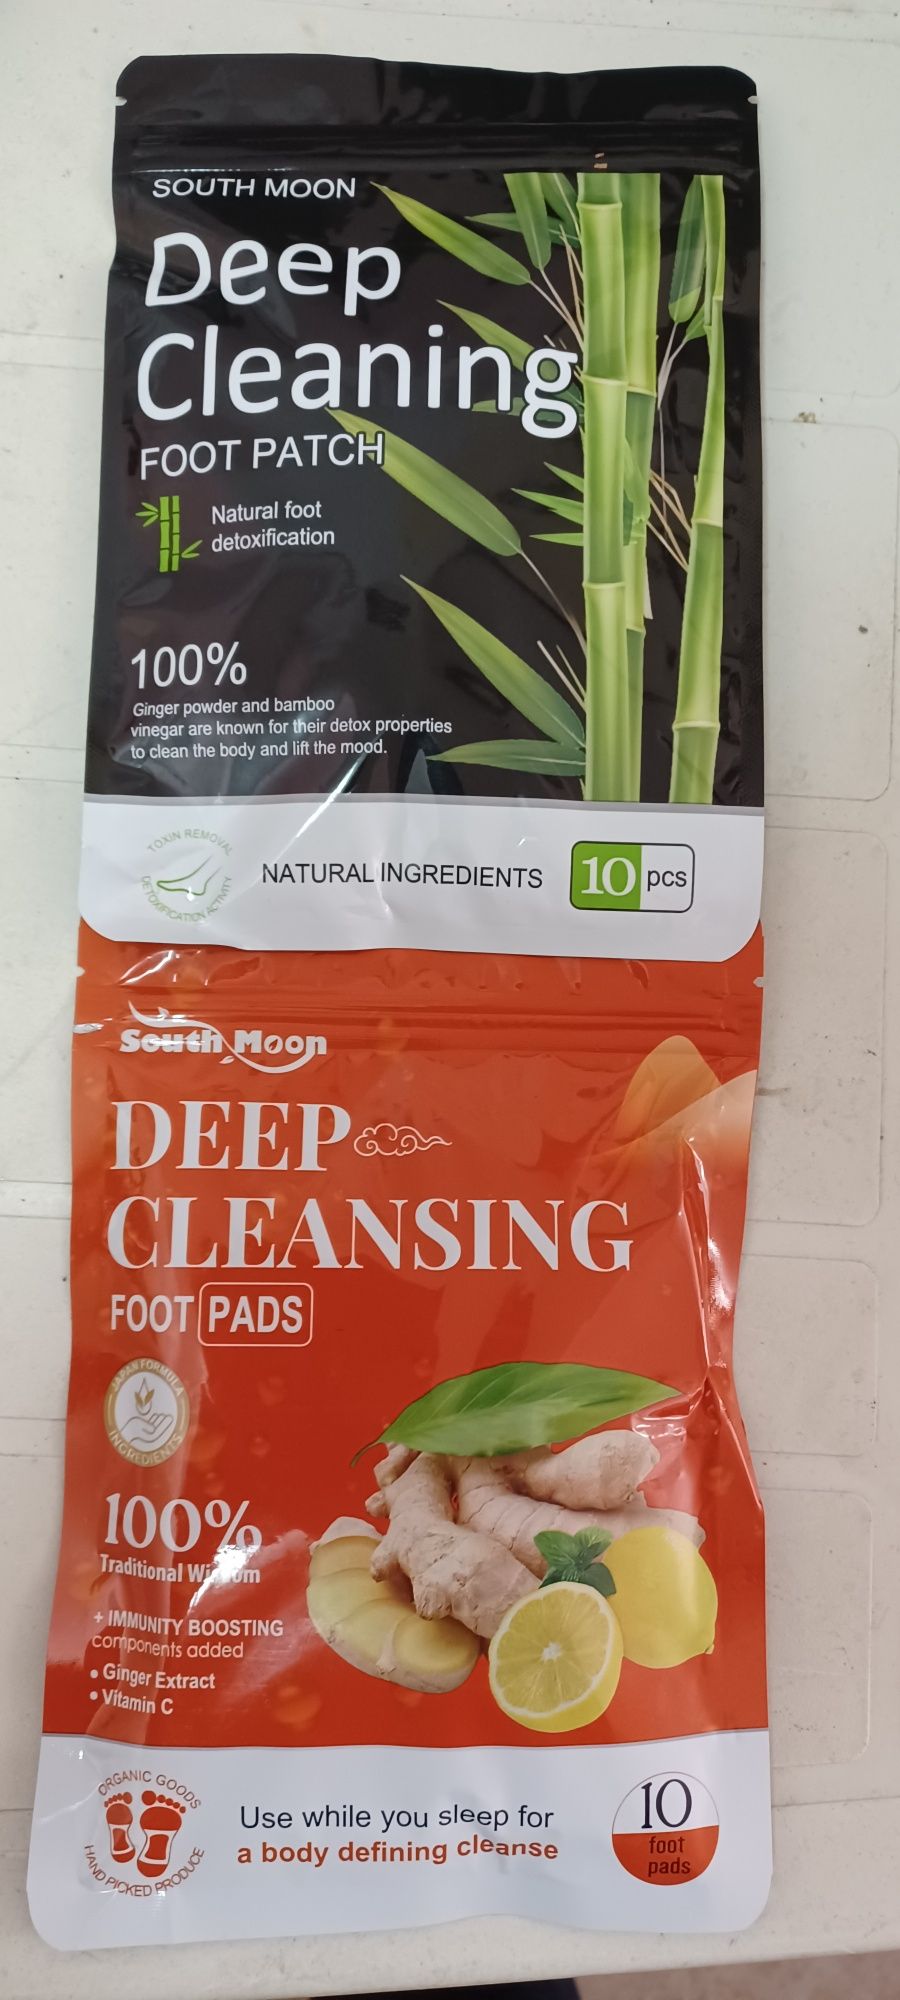 SOUTH MOON
Deep
Cleaning
FOOT PATCH
Natural foot
detoxification
100%
Ginger powder and bamboo
vinegar are known for their detox properties
to clean the body and lift the mood.
TOXIN REMOVAL
DETOXIFICATION ACTIVITY
NATURAL INGREDIENTS
10 pcs
South Moon
DEEP
CLEANSING
FOOT PADS
JAPAN FORMULA
INGREDIENTS
100%
Traditional Wisdom
+ IMMUNITY BOOSTING
components added
• Ginger Extract
• Vitamin C
ORGANIC GOODS
HAND PICKED PRODUCE
Use while you sleep for
a body defining cleanse
10
foot
pads